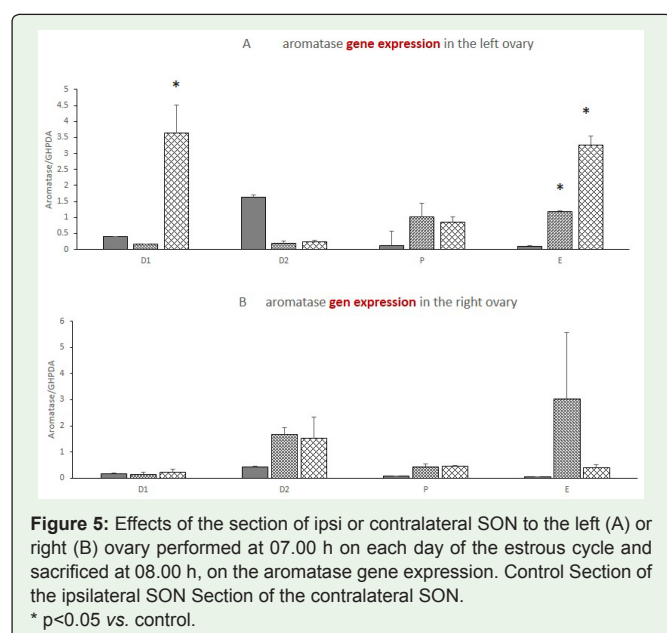 A aromatase gene expression in the left ovary
Aromatase/GHPDA
5
4.5
4
3.5
3
2.5
2
1.5
1
0.5
0
*
*
*
D1 D2 P E
B aromatase gen expression in the right ovary
Aromatase/GHPDA
6
5
4
3
2
1
0
D1 D2 P E
Figure 5: Effects of the section of ipsi or contralateral SON to the left (A) or
right (B) ovary performed at 07.00 h on each day of the estrous cycle and
sacrificed at 08.00 h, on the aromatase gene expression. Control Section of
the ipsilateral SON Section of the contralateral SON.
* p<0.05 vs. control.